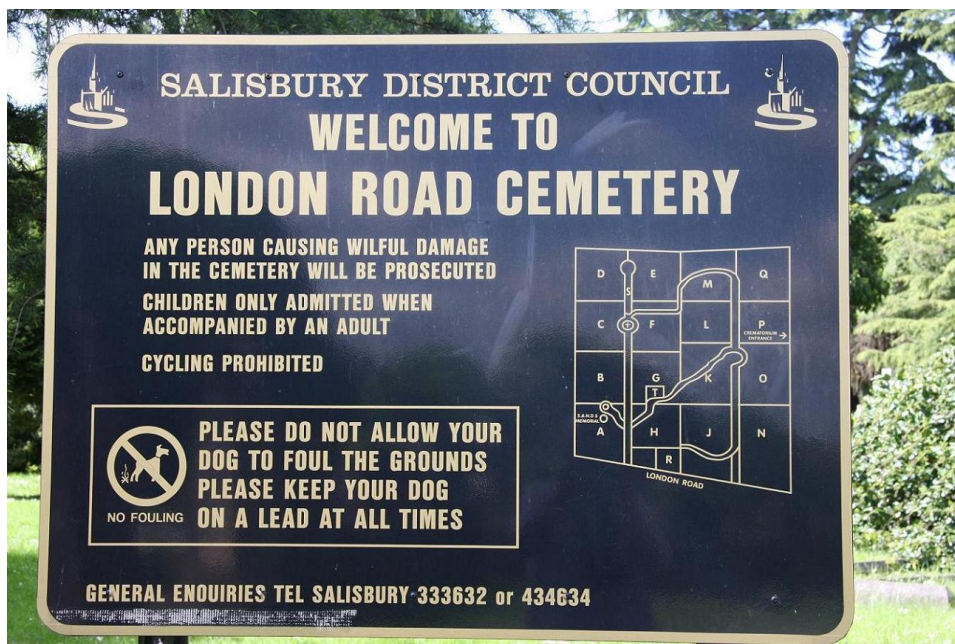 SALISBURY DISTRICT COUNCIL
WELCOME TO
LONDON ROAD CEMETERY
ANY PERSON CAUSING WILFUL DAMAGE
IN THE CEMETERY WILL BE PROSECUTED
CHILDREN ONLY ADMITTED WHEN
ACCOMPANIED BY AN ADULT
CYCLING PROHIBITED
D E M Q
S
C F L P
CREMATORIUM
ENTRANCE
B G K O
T
S.A.N.D.S
MEMORIAL
A H J N
R
LONDON ROAD
PLEASE DO NOT ALLOW YOUR
DOG TO FOUL THE GROUNDS
PLEASE KEEP YOUR DOG
ON A LEAD AT ALL TIMES
NO FOULING
GENERAL ENQUIRIES TEL SALISBURY 333632 or 434634